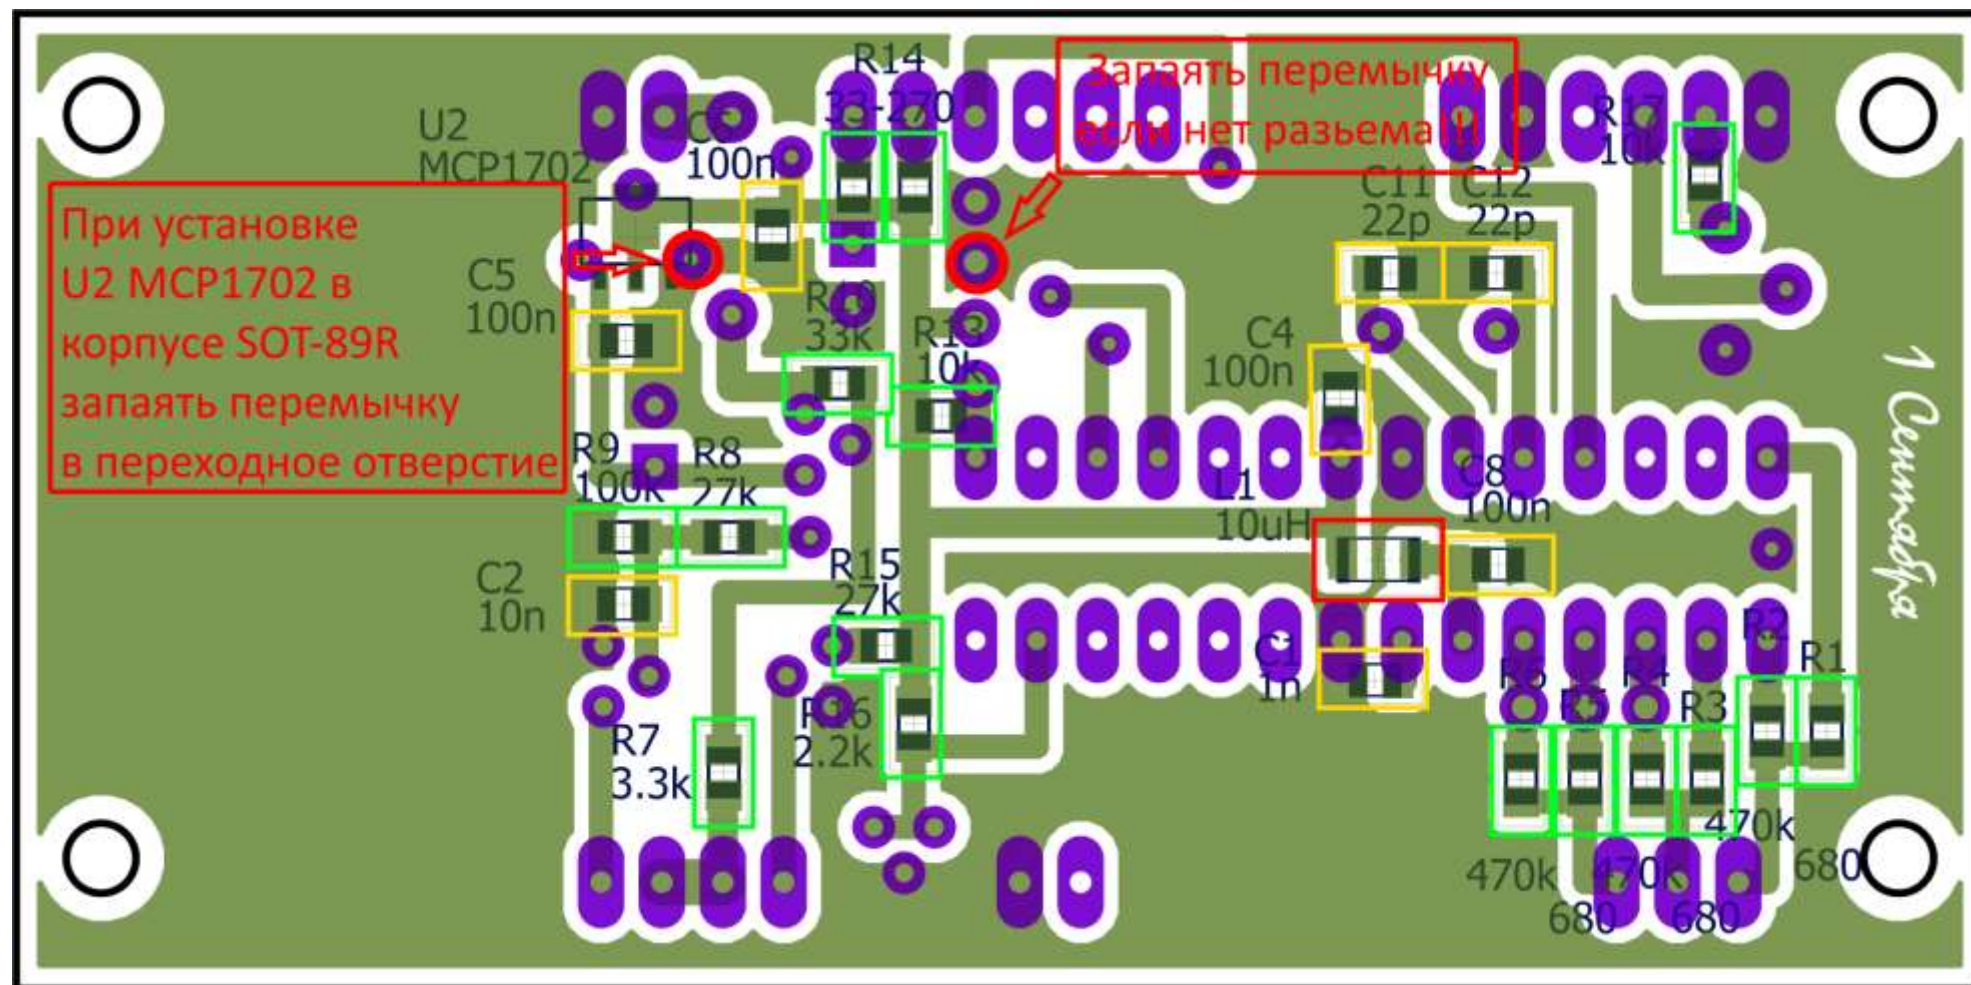 R14
33-270
Запаять перемычку
если нет разьема!!!
U2
MCP1702
C6
100n
R17
10k
C11
22p
C12
22p
При установке
U2 MCP1702 в
корпусе SOT-89R
запаять перемычку
в переходное отверстие
C5
100n
R10
33k
R13
10k
C4
100n
1 Сентября
R9
100k
R8
27k
L1
10uH
C8
100n
C2
10n
R15
27k
C1
1n
R2
R1
R6
R5
R4
R3
R16
2.2k
R7
3.3k
470k
680
470k
470k
680
680